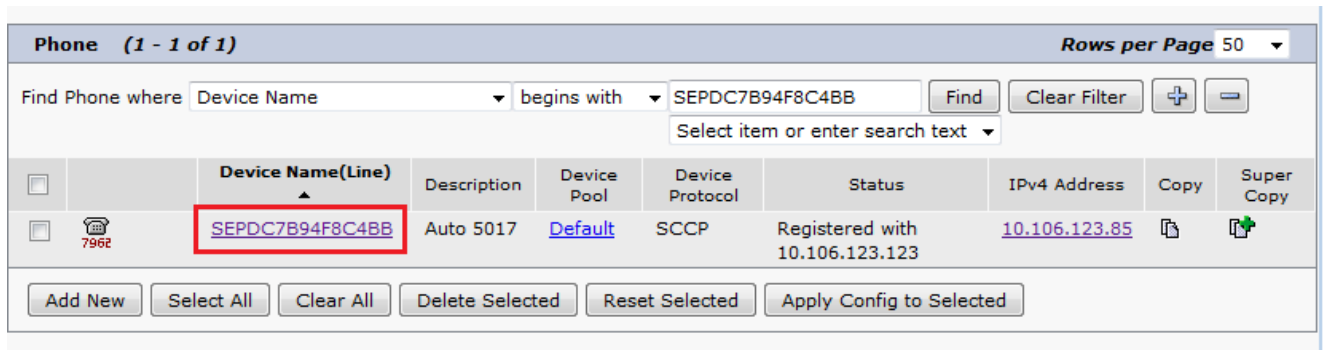 Phone (1 - 1 of 1) Rows per Page 50
Find Phone where Device Name begins with SEPDC7B94F8C4BB Find Clear Filter
Select item or enter search text
Device Name(Line) Description Device Pool Device Protocol Status IPv4 Address Copy Super Copy
7962 SEPDC7B94F8C4BB Auto 5017 Default SCCP Registered with 10.106.123.85
10.106.123.123
Add New Select All Clear All Delete Selected Reset Selected Apply Config to Selected